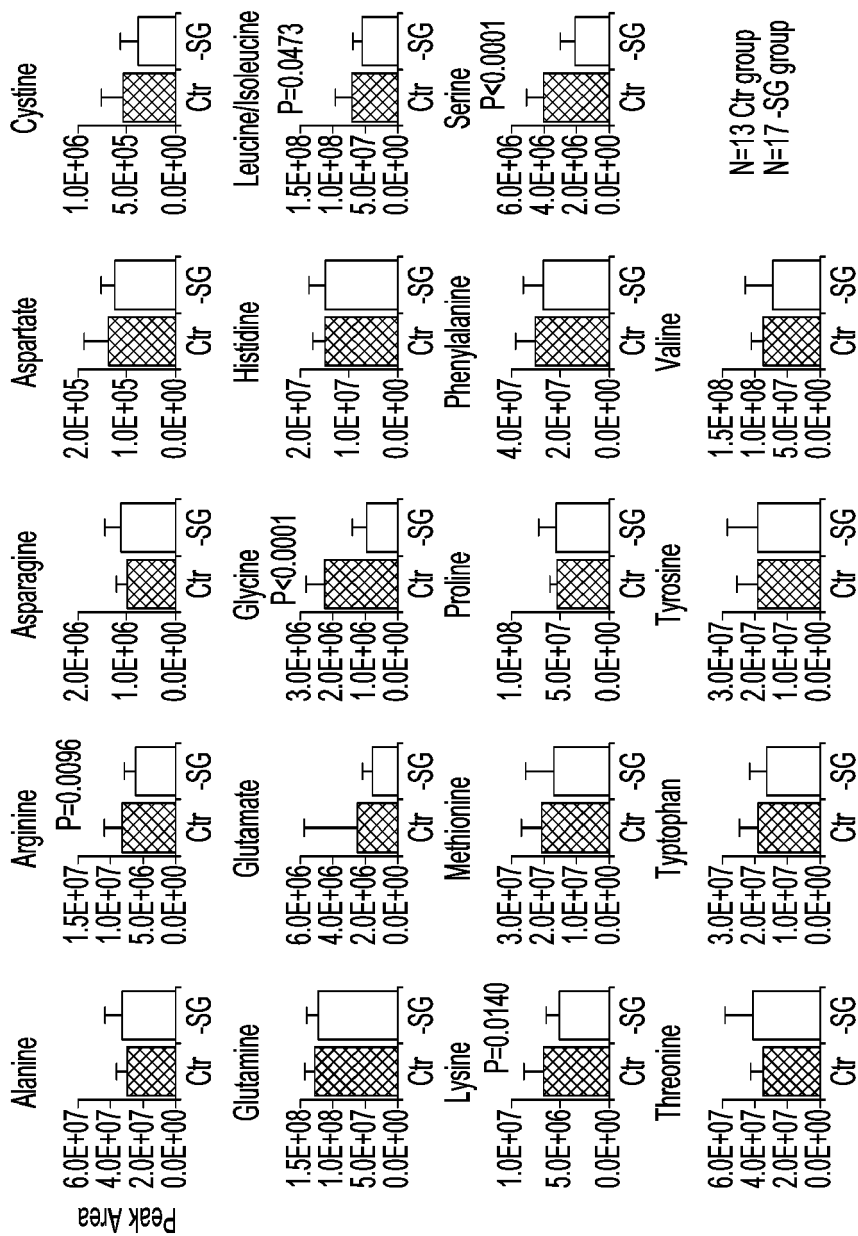 Peak Area
Alanine
6.0E+07
4.0E+07
2.0E+07
0.0E+00
Ctr -SG
Arginine
P=0.0096
1.5E+07
1.0E+07
5.0E+06
0.0E+00
Ctr -SG
Asparagine
2.0E+06
1.0E+06
0.0E+00
Ctr -SG
Aspartate
2.0E+05
1.0E+05
0.0E+00
Ctr -SG
Cystine
1.0E+06
5.0E+05
0.0E+00
Ctr -SG
Glutamine
1.5E+08
1.0E+08
5.0E+07
0.0E+00
Ctr -SG
Glutamate
6.0E+06
4.0E+06
2.0E+06
0.0E+00
Ctr -SG
Glycine
P<0.0001
3.0E+06
2.0E+06
1.0E+06
0.0E+00
Ctr -SG
Histidine
2.0E+07
1.0E+07
0.0E+00
Ctr -SG
Leucine/Isoleucine
P=0.0473
1.5E+08
1.0E+08
5.0E+07
0.0E+00
Ctr -SG
Lysine
P=0.0140
1.0E+07
5.0E+06
0.0E+00
Ctr -SG
Methionine
3.0E+07
2.0E+07
1.0E+07
0.0E+00
Ctr -SG
Proline
1.0E+08
5.0E+07
0.0E+00
Ctr -SG
Phenylalanine
4.0E+07
2.0E+07
0.0E+00
Ctr -SG
Serine
P<0.0001
6.0E+06
4.0E+06
2.0E+06
0.0E+00
Ctr -SG
Threonine
6.0E+07
4.0E+07
2.0E+07
0.0E+00
Ctr -SG
Typtophan
3.0E+07
2.0E+07
1.0E+07
0.0E+00
Ctr -SG
Tyrosine
3.0E+07
2.0E+07
1.0E+07
0.0E+00
Ctr -SG
Valine
1.5E+08
1.0E+08
5.0E+07
0.0E+00
Ctr -SG
N=13 Ctr group
N=17 -SG group